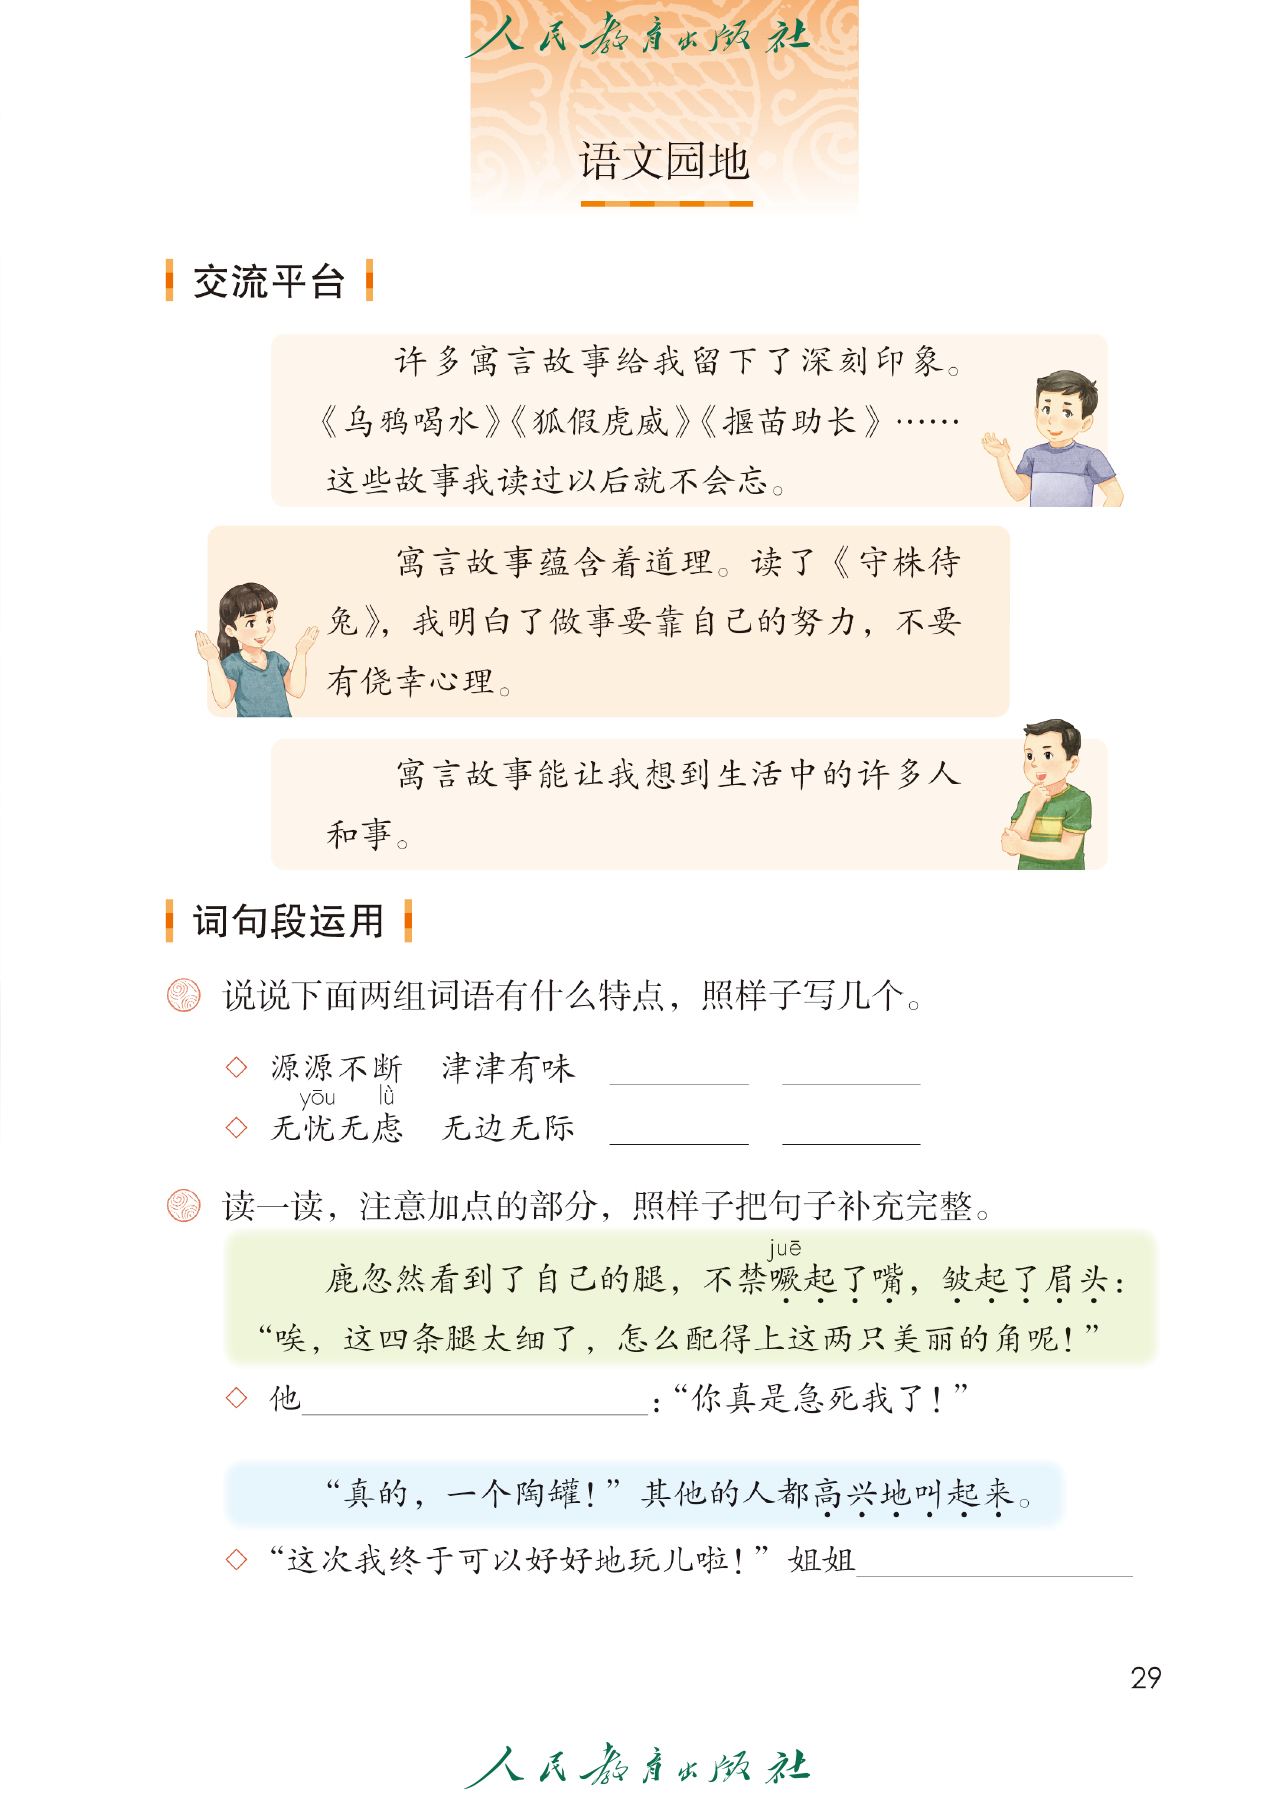 人民教育出版社
语文园地
交流平台
许多寓言故事给我留下了深刻印象。
《乌鸦喝水》《狐假虎威》《揠苗助长》……
这些故事我读过以后就不会忘。
寓言故事蕴含着道理。读了《守株待
兔》，我明白了做事要靠自己的努力，不要
有侥幸心理。
寓言故事能让我想到生活中的许多人
和事。
词句段运用
说说下面两组词语有什么特点，照样子写几个。
◇ 源源不断 津津有味 ________ ________
yōu lǜ
◇ 无忧无虑 无边无际 ________ ________
读一读，注意加点的部分，照样子把句子补充完整。
juē
鹿忽然看到了自己的腿，不禁噘起了嘴，皱起了眉头：
“唉，这四条腿太细了，怎么配得上这两只美丽的角呢！”
◇ 他____________________：“你真是急死我了！”
“真的，一个陶罐！”其他的人都高兴地叫起来。
◇ “这次我终于可以好好地玩儿啦！”姐姐________________
29
人民教育出版社